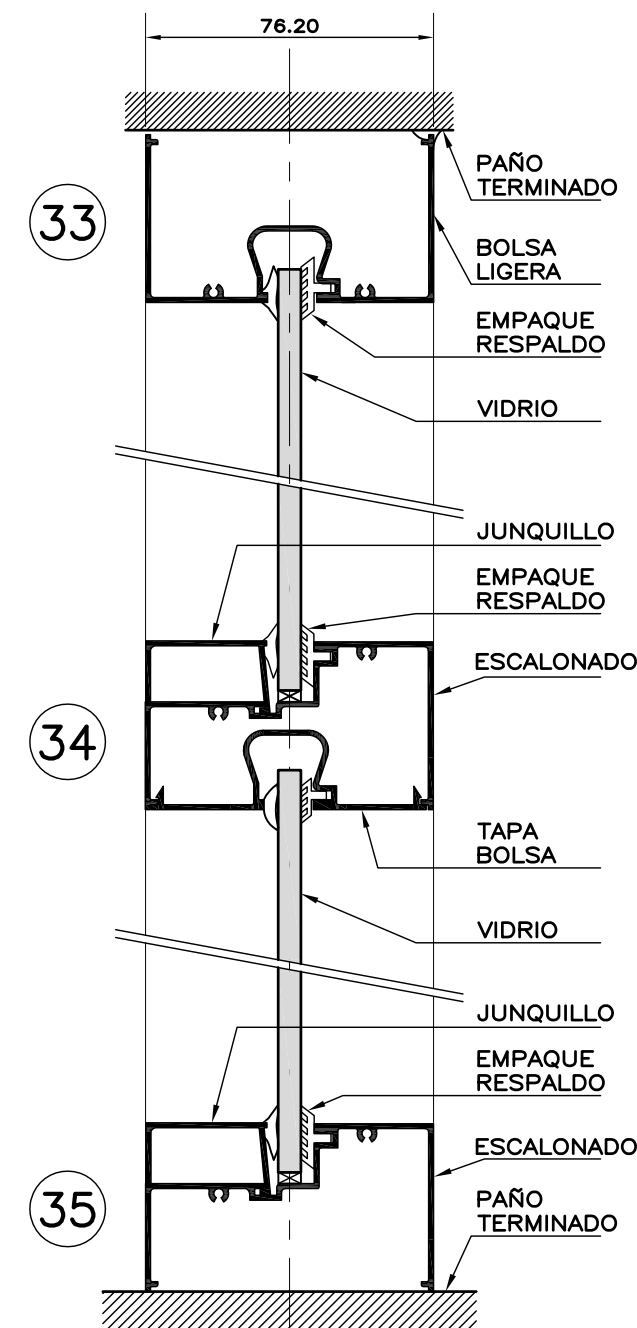 76.20
PAÑO
TERMINADO
33
BOLSA
LIGERA
EMPAQUE
RESPALDO
VIDRIO
JUNQUILLO
EMPAQUE
RESPALDO
ESCALONADO
34
TAPA
BOLSA
VIDRIO
JUNQUILLO
EMPAQUE
RESPALDO
ESCALONADO
35
PAÑO
TERMINADO